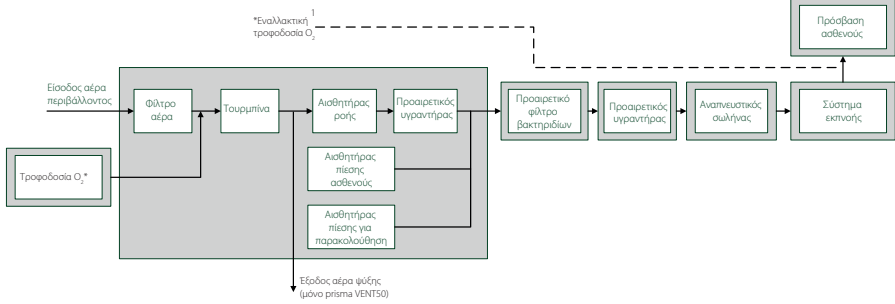 1
*Εναλλακτική
τροφοδοσία O2
Πρόσβαση
ασθενούς
Είσοδος αέρα
περιβάλλοντος
Φίλτρο
αέρα
Τουρμπίνα
Αισθητήρας
ροής
Προαιρετικός
υγραντήρας
Προαιρετικό
φίλτρο
βακτηριδίων
Προαιρετικός
υγραντήρας
Αναπνευστικός
σωλήνας
Σύστημα
εκπνοής
Τροφοδοσία O2*
Αισθητήρας
πίεσης
ασθενούς
Αισθητήρας
πίεσης για
παρακολούθηση
Έξοδος αέρα ψύξης
(μόνο prisma VENT50)